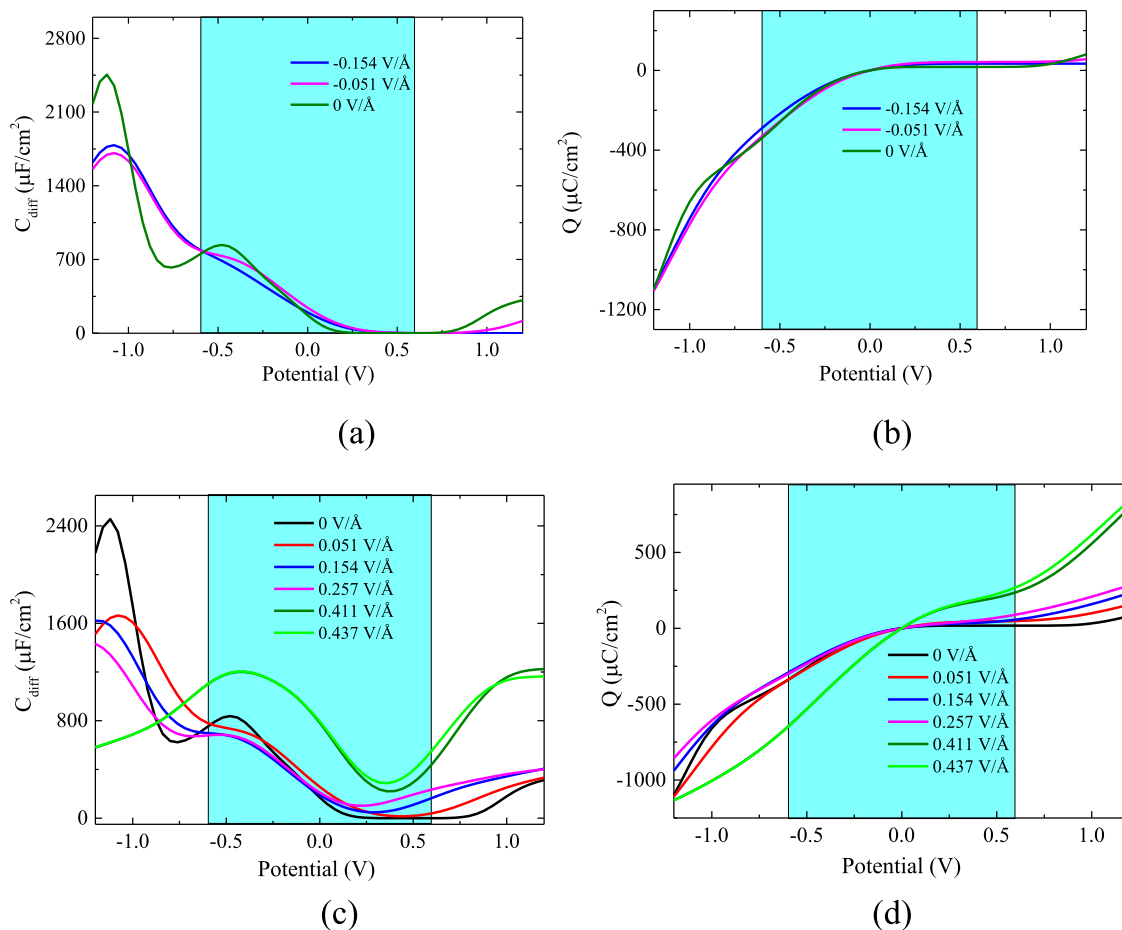 2800
2100
1400
700
0
C_diff (μF/cm²)
-0.154 V/Å
-0.051 V/Å
0 V/Å
-1.0 -0.5 0.0 0.5 1.0
Potential (V)
(a)
0
-400
-800
-1200
Q (μC/cm²)
-0.154 V/Å
-0.051 V/Å
0 V/Å
-1.0 -0.5 0.0 0.5 1.0
Potential (V)
(b)
2400
1600
800
0
C_diff (μF/cm²)
0 V/Å
0.051 V/Å
0.154 V/Å
0.257 V/Å
0.411 V/Å
0.437 V/Å
-1.0 -0.5 0.0 0.5 1.0
Potential (V)
(c)
500
0
-500
-1000
Q (μC/cm²)
0 V/Å
0.051 V/Å
0.154 V/Å
0.257 V/Å
0.411 V/Å
0.437 V/Å
-1.0 -0.5 0.0 0.5 1.0
Potential (V)
(d)